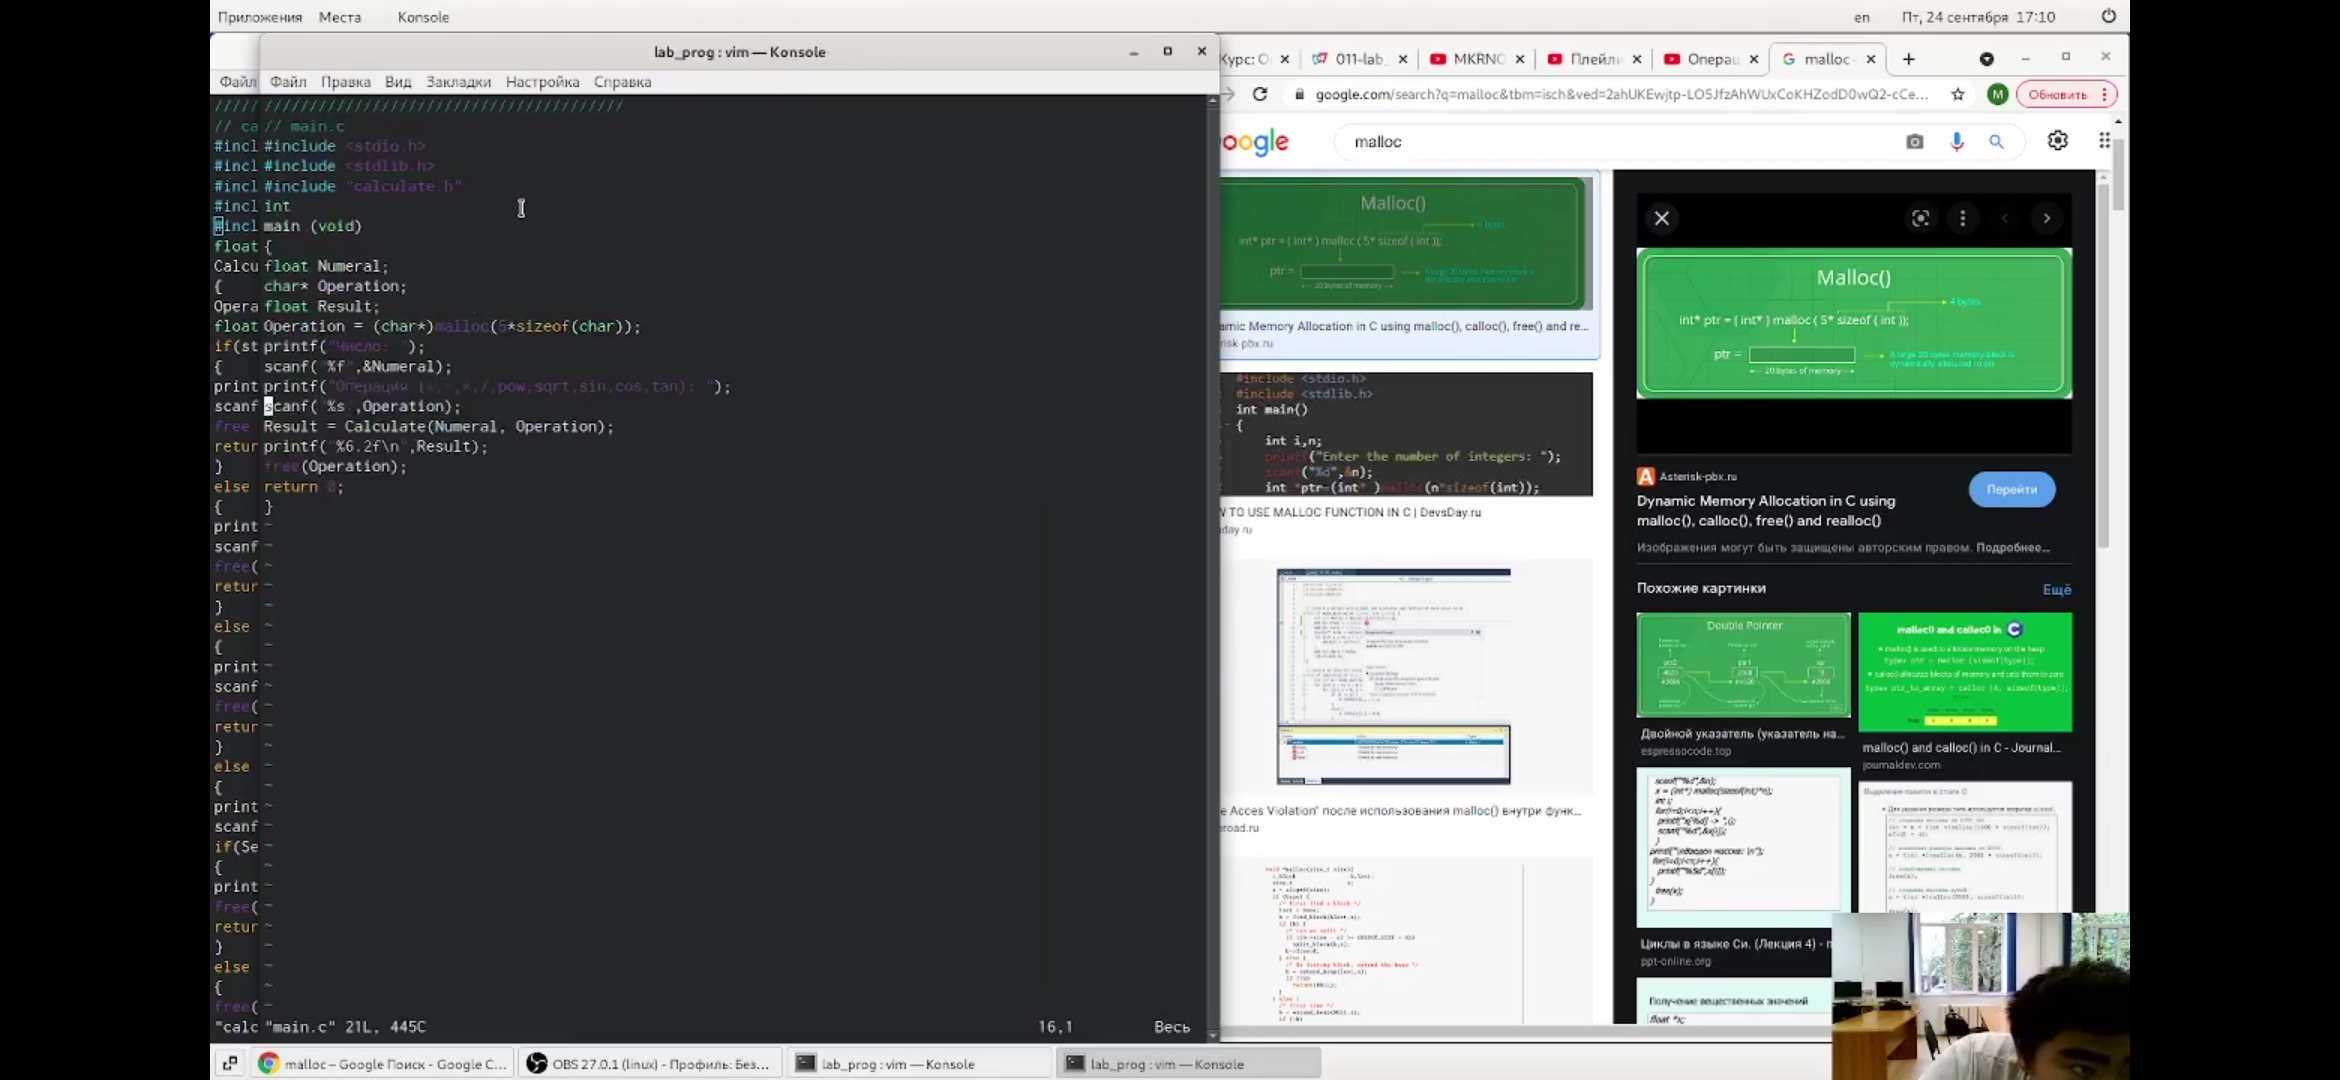 Приложения Места Konsole
en Пт, 24 сентября 17:10
lab_prog : vim — Konsole
Файл Файл Правка Вид Закладки Настройка Справка
///// ////////////////////////////////////////
// ca // main.c
#incl #include <stdio.h>
#incl #include <stdlib.h>
#incl #include "calculate.h"
#incl int
#incl main (void)
float {
Calcu float Numeral;
{ char* Operation;
Opera float Result;
float Operation = (char*)malloc(5*sizeof(char));
if(st printf("Число: ");
{ scanf("%f",&Numeral);
print printf("Операция (+,-,*,/,pow,sqrt,sin,cos,tan): ");
scanf scanf("%s",Operation);
free Result = Calculate(Numeral, Operation);
retur printf("%6.2f\n",Result);
} free(Operation);
else return 0;
{ }
print ~
scanf ~
free( ~
retur ~
} ~
else ~
{ ~
print ~
scanf ~
free( ~
retur ~
} ~
else ~
{ ~
print ~
scanf ~
if(Se ~
{ ~
print ~
free( ~
retur ~
} ~
else ~
{ ~
free( ~
"calc "main.c" 21L, 445C 16,1 Весь
Курс: О 011-lab_ MKRNC Плейли Операц malloc -
google.com/search?q=malloc&tbm=isch&ved=2ahUKEwjtp-LO5JfzAhWUxCoKHZodD0wQ2-cCe...
M Обновить
oogle malloc
Malloc()
int* ptr = ( int* ) malloc ( 5* sizeof ( int ));
ptr =
20 bytes of memory
amic Memory Allocation in C using malloc(), calloc(), free() and re...
risk-pbx.ru
#include <stdio.h>
#include <stdlib.h>
int main()
{
int i,n;
printf("Enter the number of integers: ");
scanf("%d",&n);
int *ptr=(int* )malloc(n*sizeof(int));
W TO USE MALLOC FUNCTION IN C | DevsDay.ru
day.ru
e Acces Violation" после использования malloc() внутри функ...
road.ru
Malloc()
4 bytes
int* ptr = ( int* ) malloc ( 5* sizeof ( int ));
ptr =
A large 20 bytes memory block is
dynamically allocated to ptr
20 bytes of memory
Asterisk-pbx.ru
Перейти
Dynamic Memory Allocation in C using
malloc(), calloc(), free() and realloc()
Изображения могут быть защищены авторским правом. Подробнее...
Похожие картинки Ещё
Double Pointer
Двойной указатель (указатель на...
espressocode.top
malloc() and calloc() in C
malloc() and calloc() in C - Journal...
journaldev.com
Циклы в языке Си. (Лекция 4) - п
ppt-online.org
Получение вещественных значений
float *x;
malloc – Google Поиск - Google C...
OBS 27.0.1 (linux) - Профиль: Без...
lab_prog : vim — Konsole
lab_prog : vim — Konsole